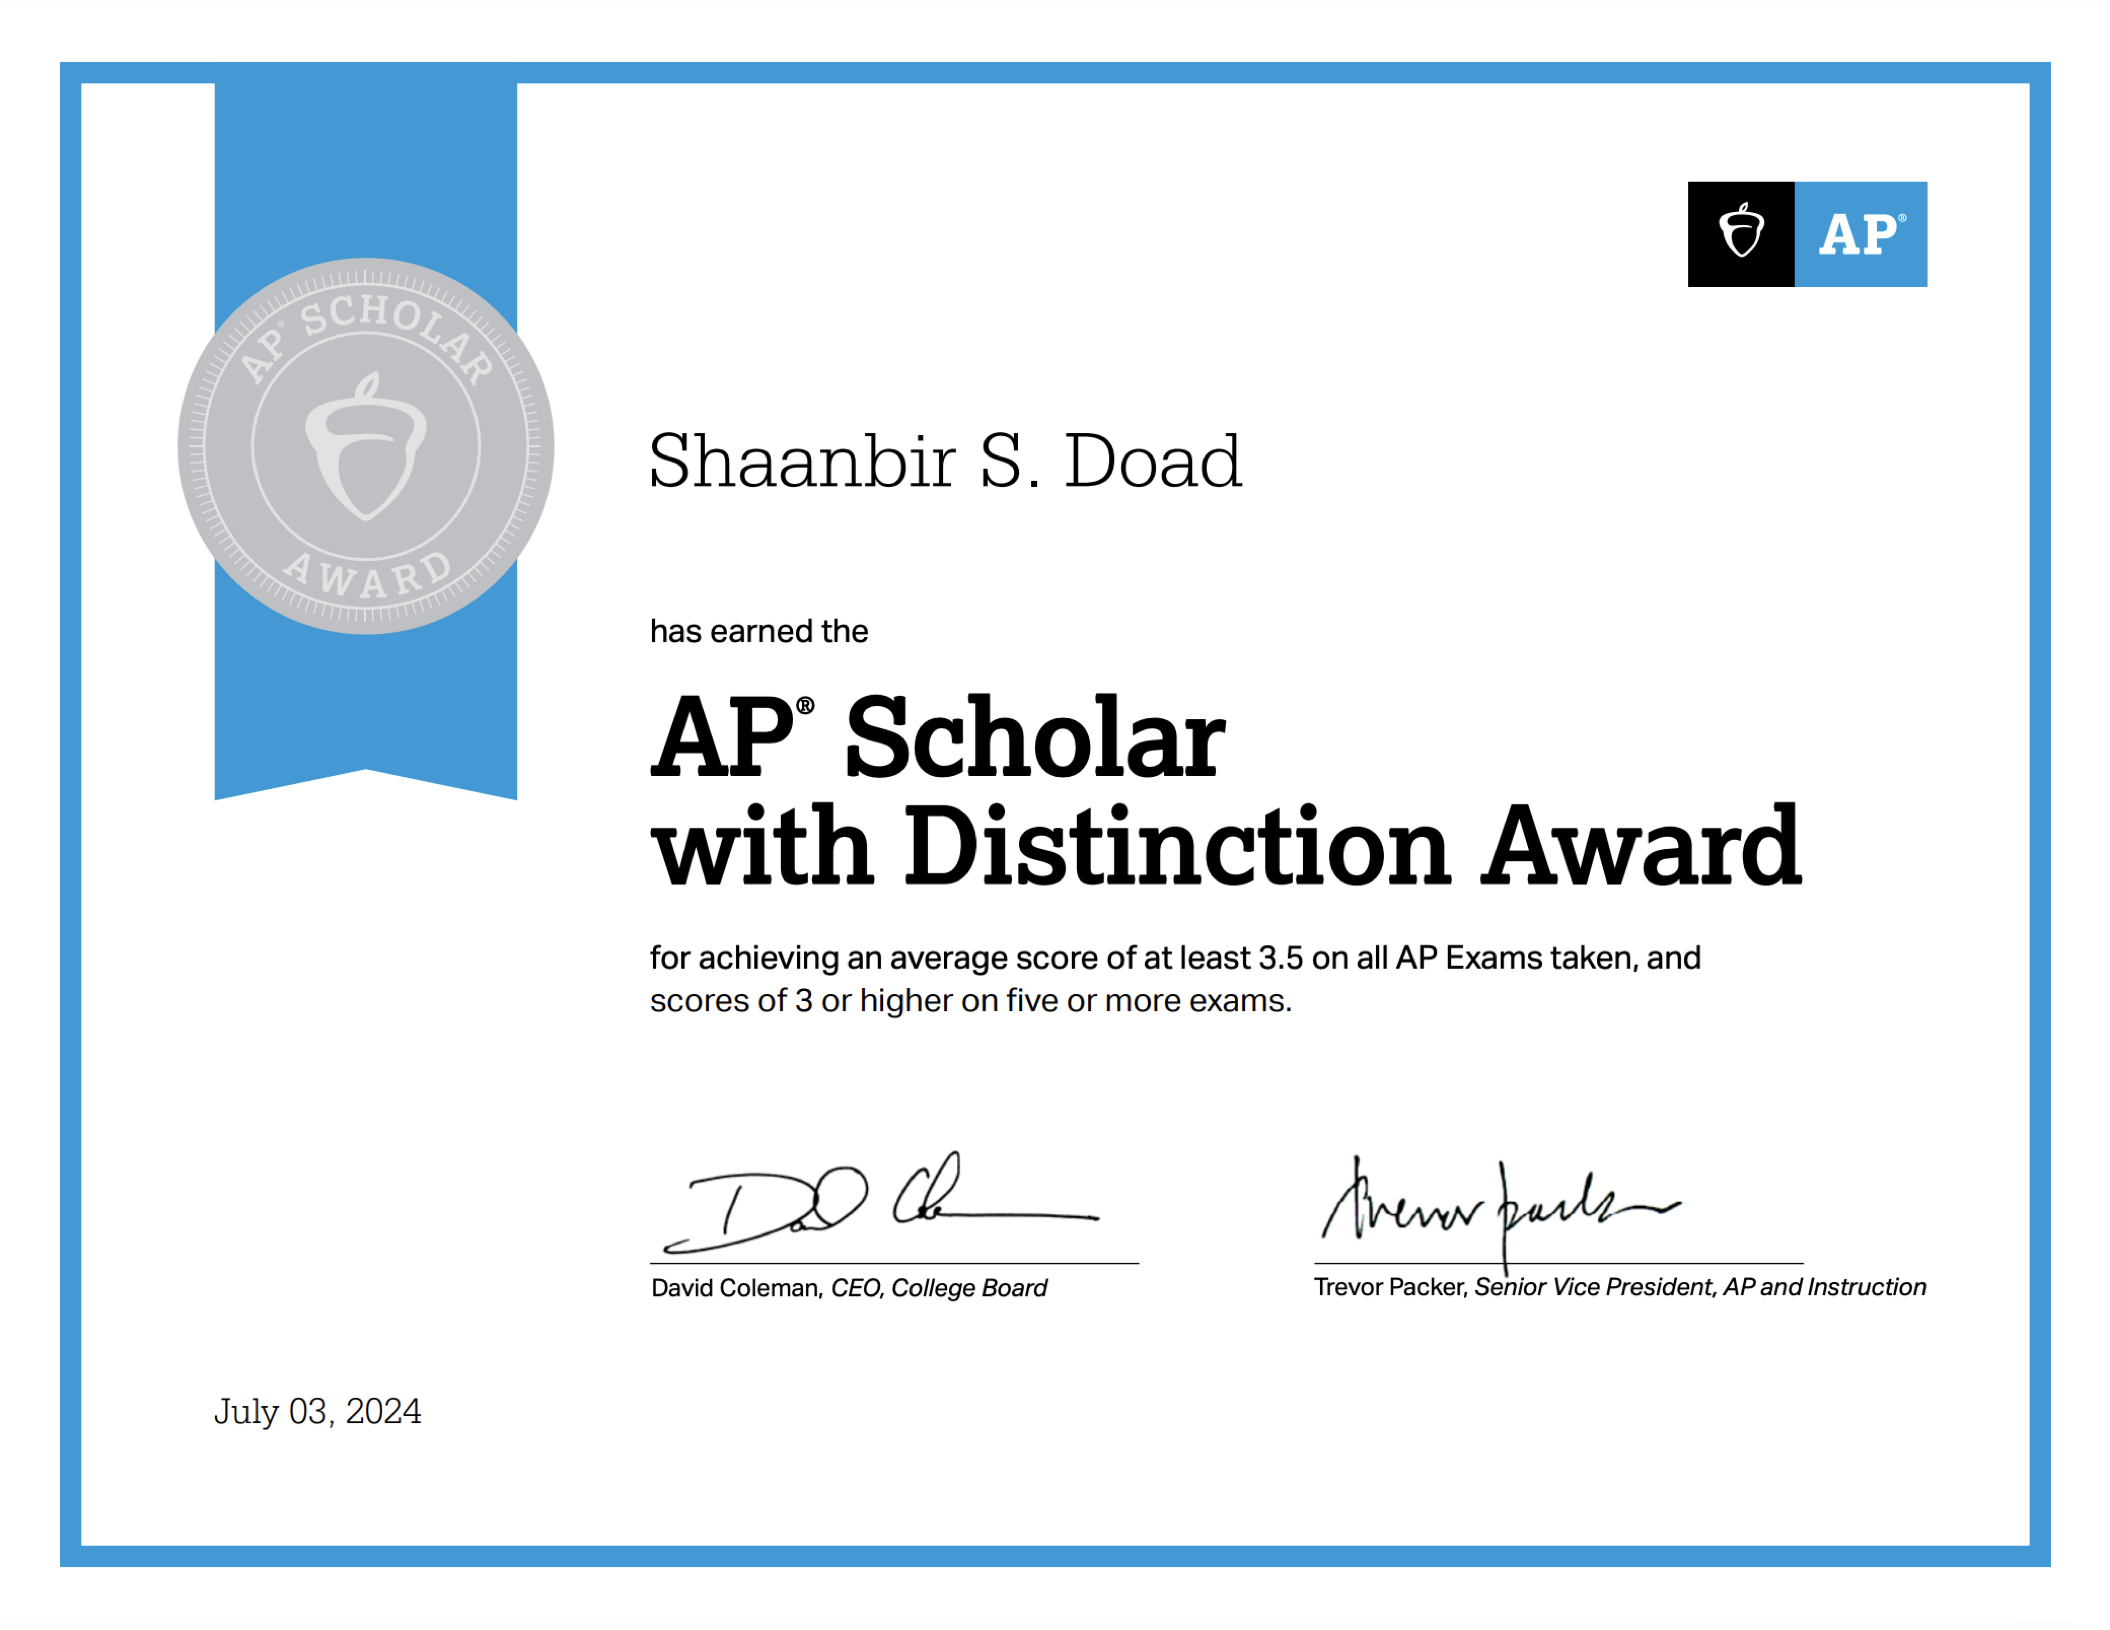 AP®
AP® SCHOLAR
AWARD
Shaanbir S. Doad
has earned the
AP® Scholar
with Distinction Award
for achieving an average score of at least 3.5 on all AP Exams taken, and
scores of 3 or higher on five or more exams.
David Coleman, CEO, College Board
Trevor Packer, Senior Vice President, AP and Instruction
July 03, 2024